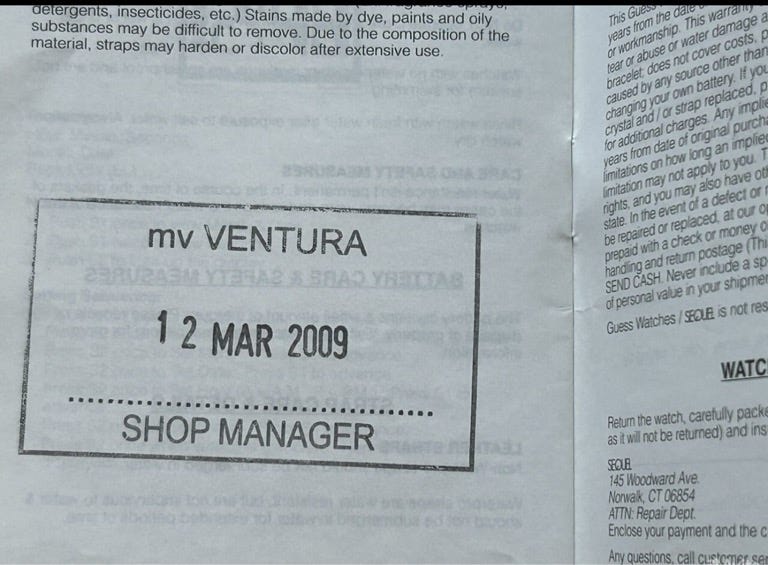 detergents, insecticides, etc.) Stains made by dye, paints and oily
substances may be difficult to remove. Due to the composition of the
material, straps may harden or discolor after extensive use.
mv VENTURA
12 MAR 2009
SHOP MANAGER
This Guess
years from the date
or workmanship. This warranty
tear or abuse or water damage a
bracelet, does not cover costs, p
caused by any source other than
changing your own battery. If you
crystal and / or strap replaced, p
for additional charges. Any implie
years from date of original purcha
limitations on how long an implied
limitation may not apply to you. T
rights, and you may also have oth
state. In the event of a defect or
be repaired or replaced, at our op
prepaid with a check or money o
handling and return postage (Thi
SEND CASH. Never include a sp
of personal value in your shipmen
Guess Watches / SEQUEL is not res
WATC
Return the watch, carefully packe
as it will not be returned) and ins
SEQUEL
145 Woodward Ave.
Norwalk, CT 06854
ATTN: Repair Dept.
Enclose your payment and the c
Any questions, call customer ser